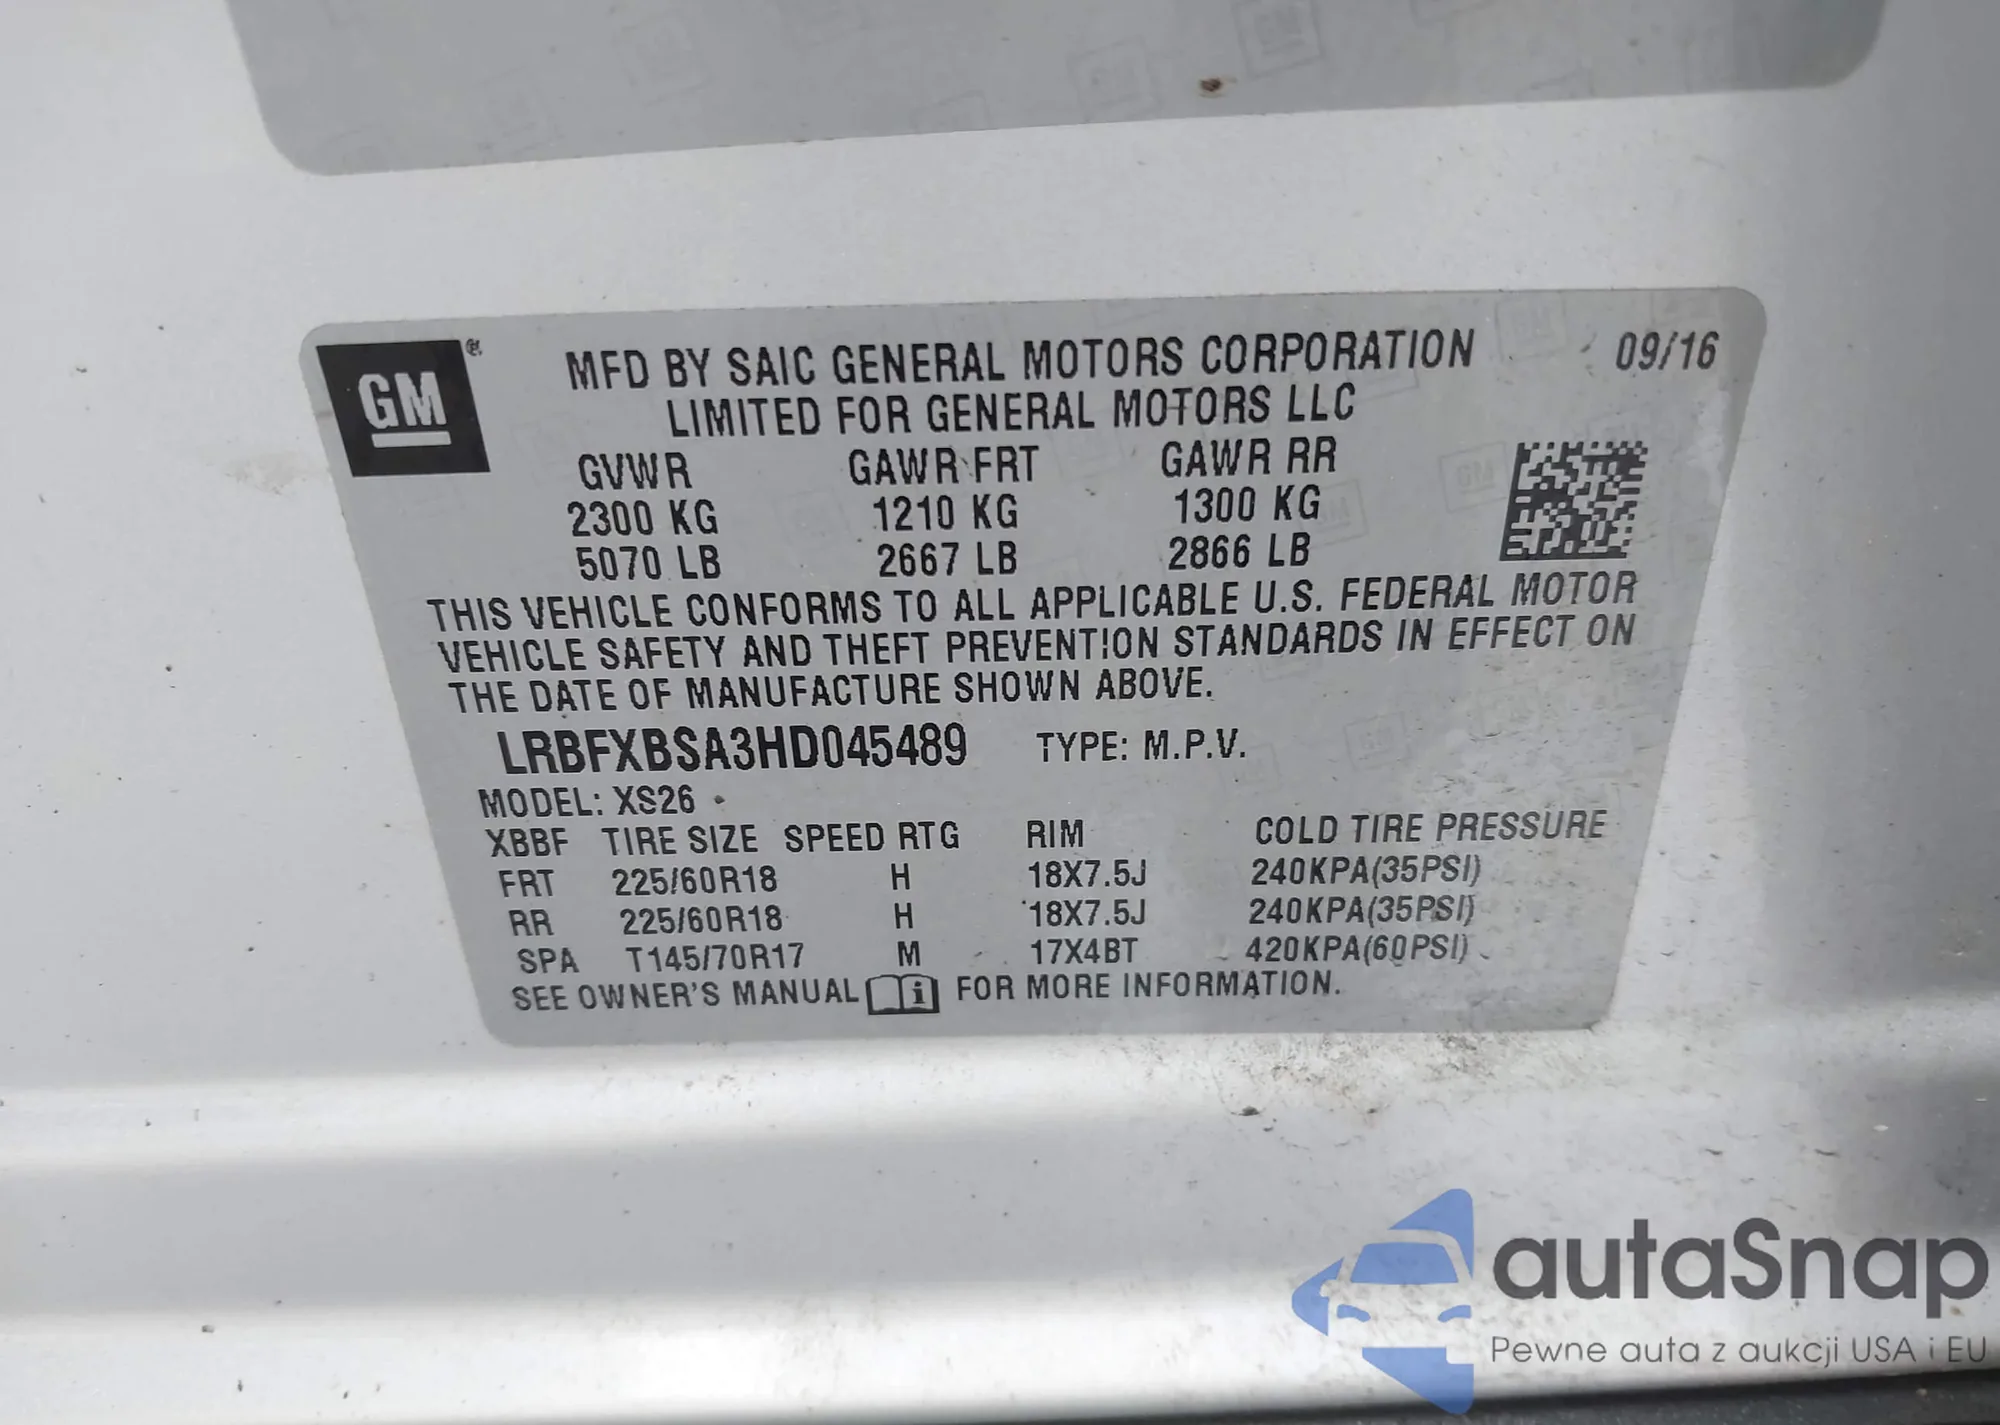 GM ®
MFD BY SAIC GENERAL MOTORS CORPORATION 09/16
LIMITED FOR GENERAL MOTORS LLC
GVWR GAWR FRT GAWR RR
2300 KG 1210 KG 1300 KG
5070 LB 2667 LB 2866 LB
THIS VEHICLE CONFORMS TO ALL APPLICABLE U.S. FEDERAL MOTOR
VEHICLE SAFETY AND THEFT PREVENTION STANDARDS IN EFFECT ON
THE DATE OF MANUFACTURE SHOWN ABOVE.
LRBFXBSA3HD045489 TYPE: M.P.V.
MODEL: XS26
XBBF TIRE SIZE SPEED RTG RIM COLD TIRE PRESSURE
FRT 225/60R18 H 18X7.5J 240KPA(35PSI)
RR 225/60R18 H 18X7.5J 240KPA(35PSI)
SPA T145/70R17 M 17X4BT 420KPA(60PSI)
SEE OWNER'S MANUAL i FOR MORE INFORMATION.
autaSnap
Pewne auta z aukcji USA i EU